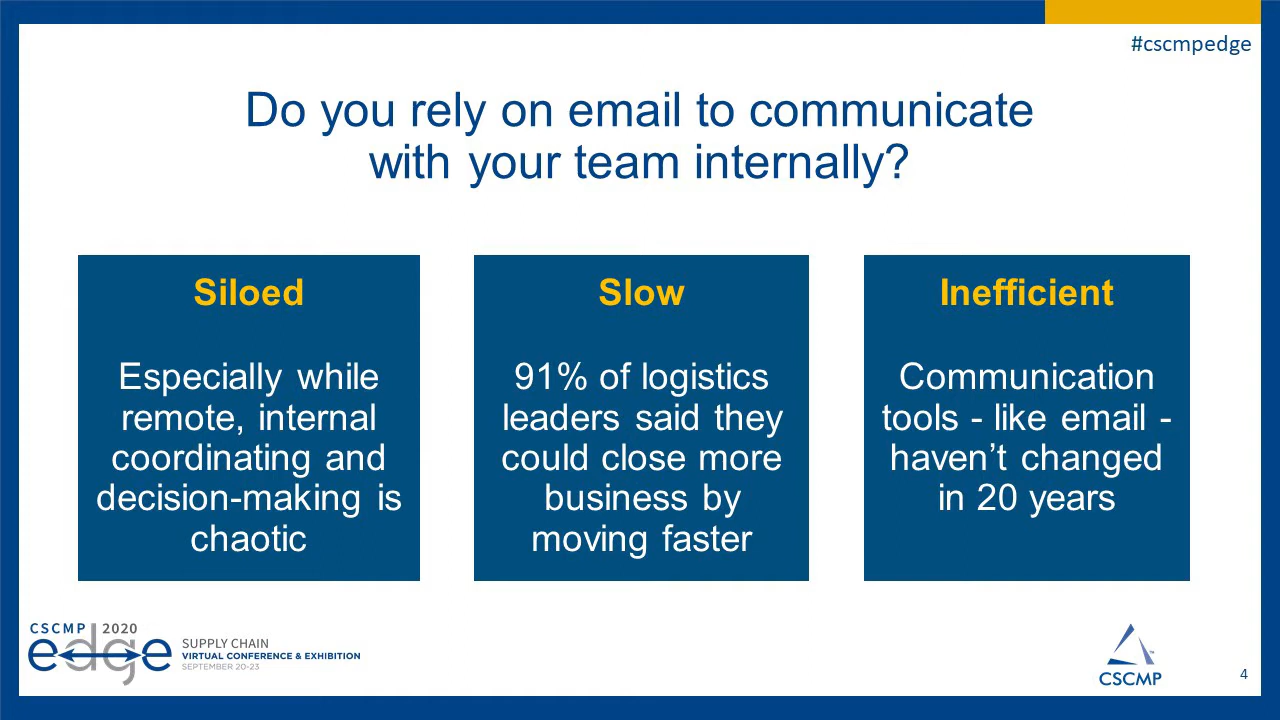 #cscmpedge
Do you rely on email to communicate
with your team internally?
Siloed
Especially while
remote, internal
coordinating and
decision-making is
chaotic
Slow
91% of logistics
leaders said they
could close more
business by
moving faster
Inefficient
Communication
tools - like email -
haven’t changed
in 20 years
CSCMP | 2020
edge
SUPPLY CHAIN
VIRTUAL CONFERENCE & EXHIBITION
SEPTEMBER 20-23
CSCMP
4